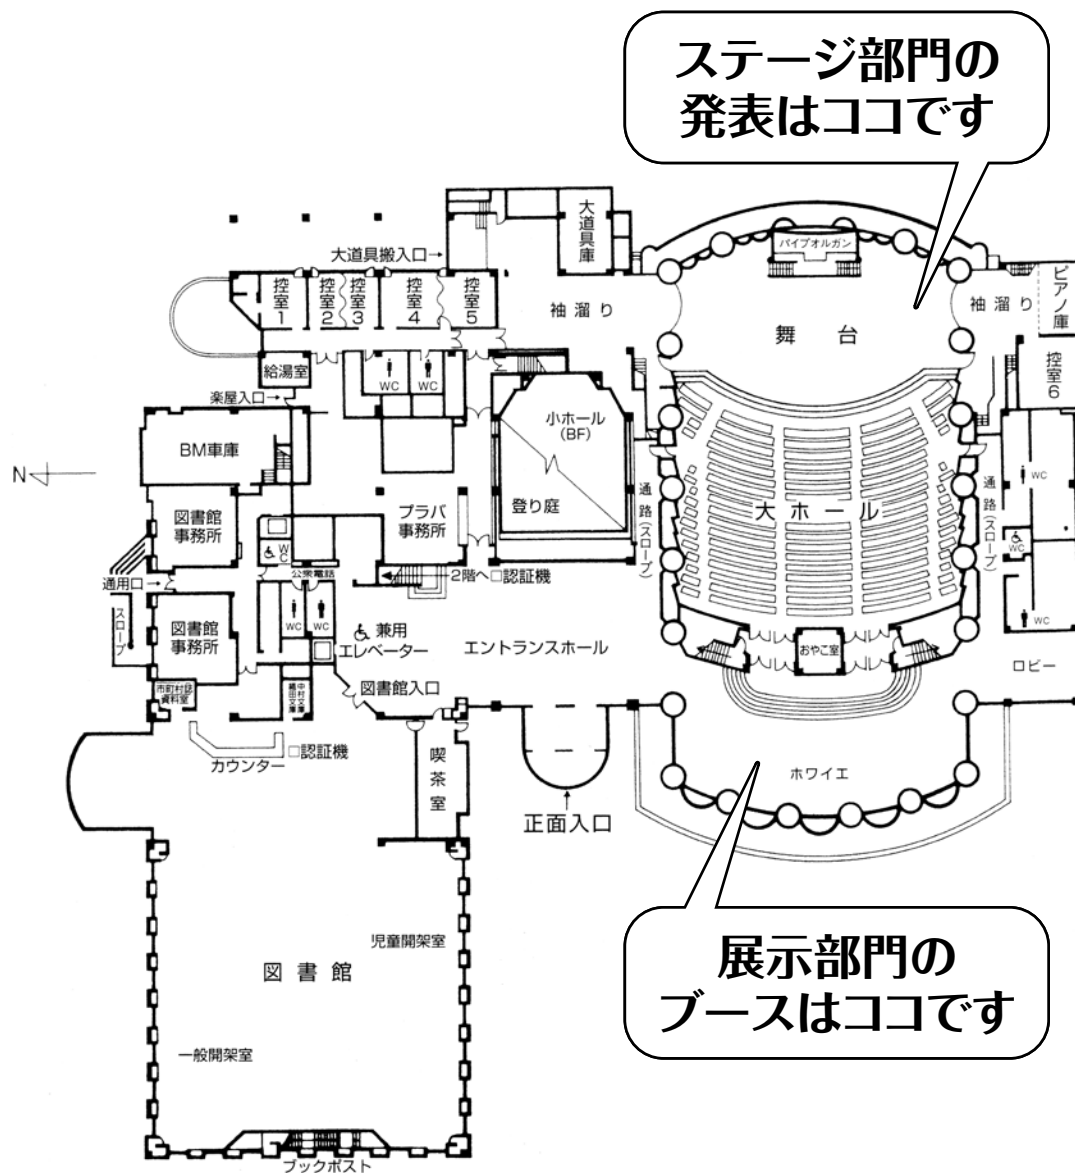 ステージ部門の
発表はココです
大道具庫
パイプオルガン
大道具搬入口→
控室1
控室2
控室3
控室4
控室5
袖溜り
舞台
袖溜り
ピアノ庫
控室6
給湯室
WC
WC
楽屋入口→
小ホール
(BF)
BM車庫
N
登り庭
プラバ
事務所
通路(スロープ)
大ホール
通路(スロープ)
WC
図書館
事務所
WC
WC
公衆電話
2階へ□認証機
通用口→
スロープ
WC
WC
WC
図書館
事務所
兼用
エレベーター
エントランスホール
おやこ室
ロビー
市町村誌
資料室
中村文庫
織田文庫
図書館入口
□認証機
カウンター
喫茶室
ホワイエ
正面入口
児童開架室
図書館
展示部門の
ブースはココです
一般開架室
ブックポスト